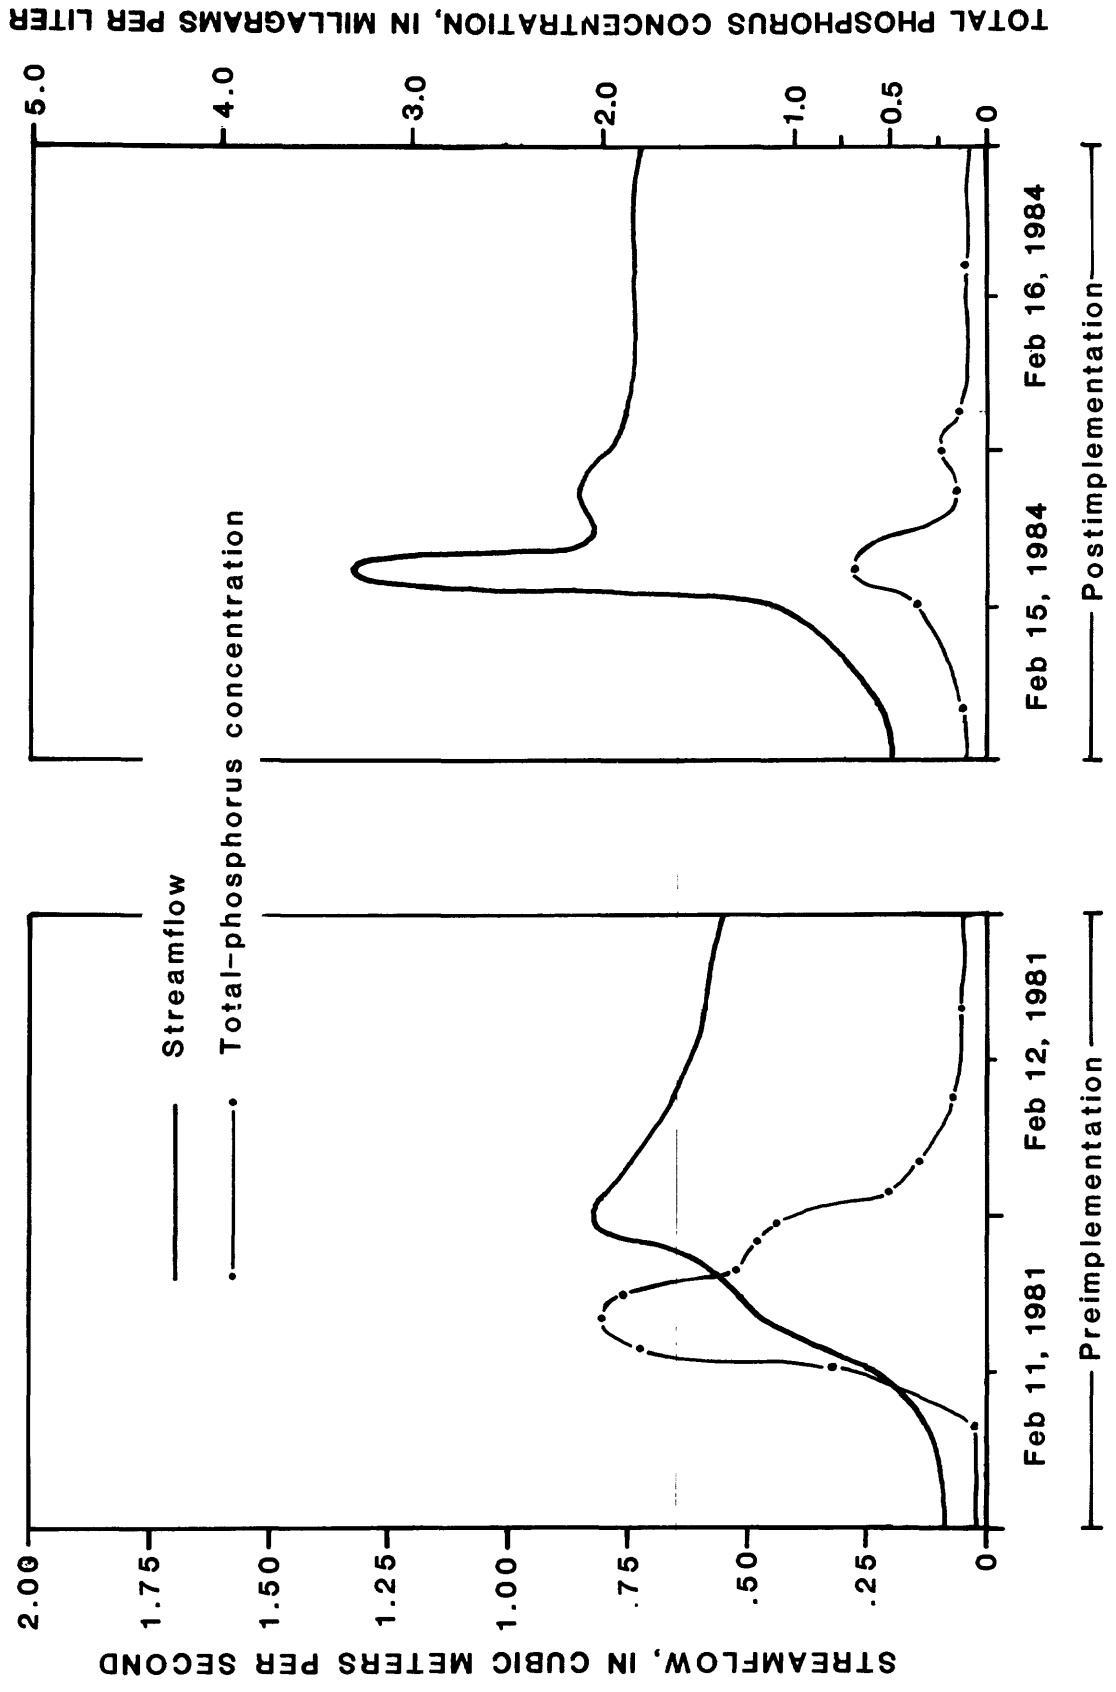 STREAMFLOW, IN CUBIC METERS PER SECOND
2.00
1.75
1.50
1.25
1.00
.75
.50
.25
0
Streamflow
Total-phosphorus concentration
TOTAL PHOSPHORUS CONCENTRATION, IN MILLAGRAMS PER LITER
5.0
4.0
3.0
2.0
1.0
0.5
0
Feb 11, 1981
Feb 12, 1981
Feb 15, 1984
Feb 16, 1984
Preimplementation
Postimplementation